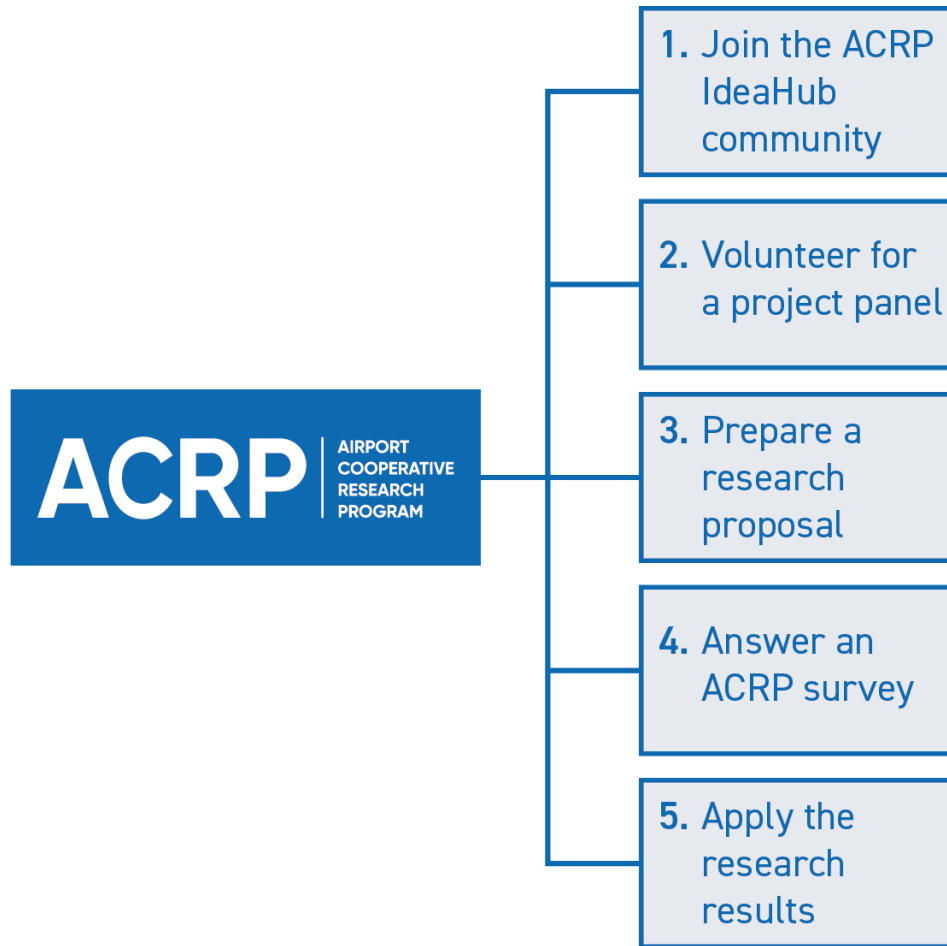 ACRP
AIRPORT
COOPERATIVE
RESEARCH
PROGRAM
1. Join the ACRP
IdeaHub
community
2. Volunteer for
a project panel
3. Prepare a
research
proposal
4. Answer an
ACRP survey
5. Apply the
research
results